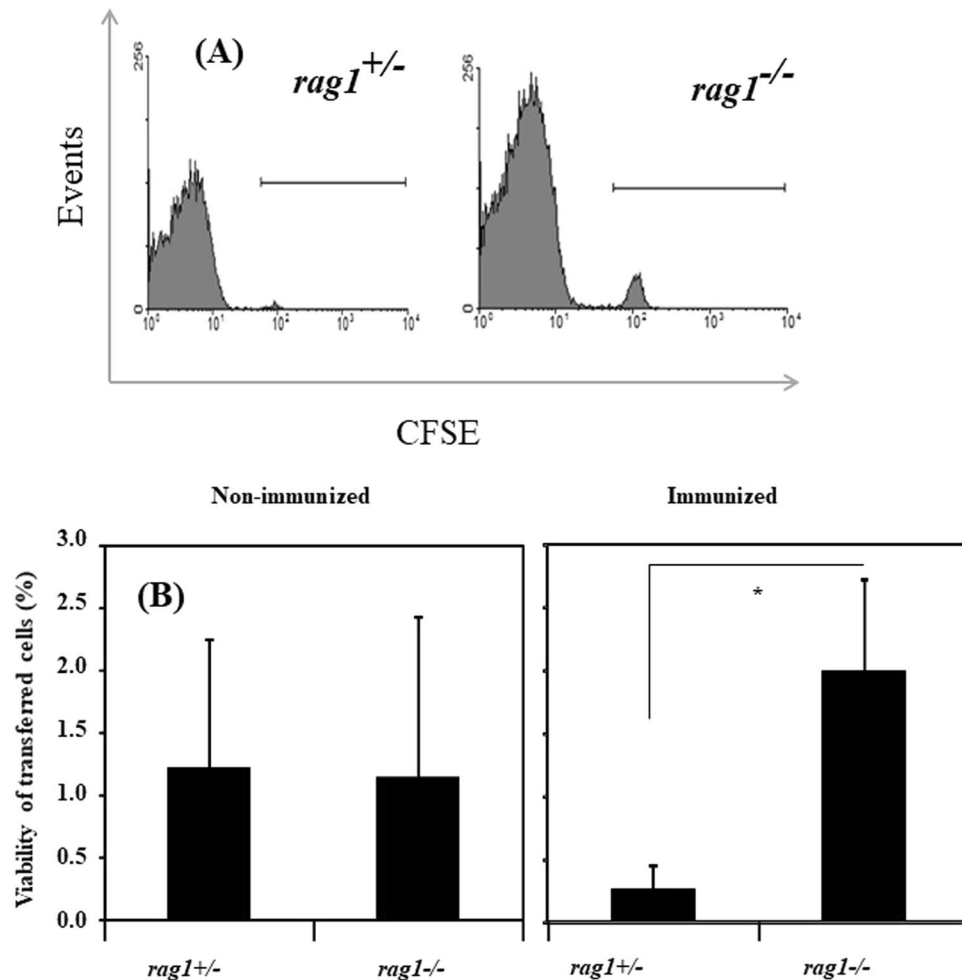 (A)
rag1+/-
rag1-/-
256
0
10⁰ 10¹ 10² 10³ 10⁴
256
0
10⁰ 10¹ 10² 10³ 10⁴
Events
CFSE
Non-immunized Immunized
(B)
Viability of transferred cells (%)
3.0
2.5
2.0
1.5
1.0
0.5
0.0
*
rag1+/- rag1-/- rag1+/- rag1-/-